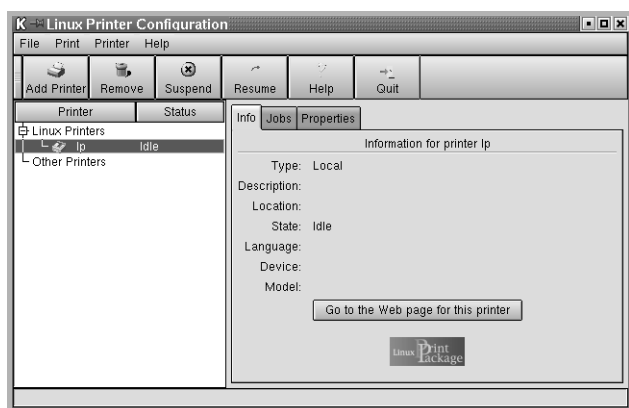 Linux Printer Configuration
File Print Printer Help
Add Printer Remove Suspend Resume Help Quit
Printer Status
Linux Printers
lp Idle
Other Printers
Info Jobs Properties
Information for printer lp
Type: Local
Description:
Location:
State: Idle
Language:
Device:
Model:
Go to the Web page for this printer
Linux Print Package